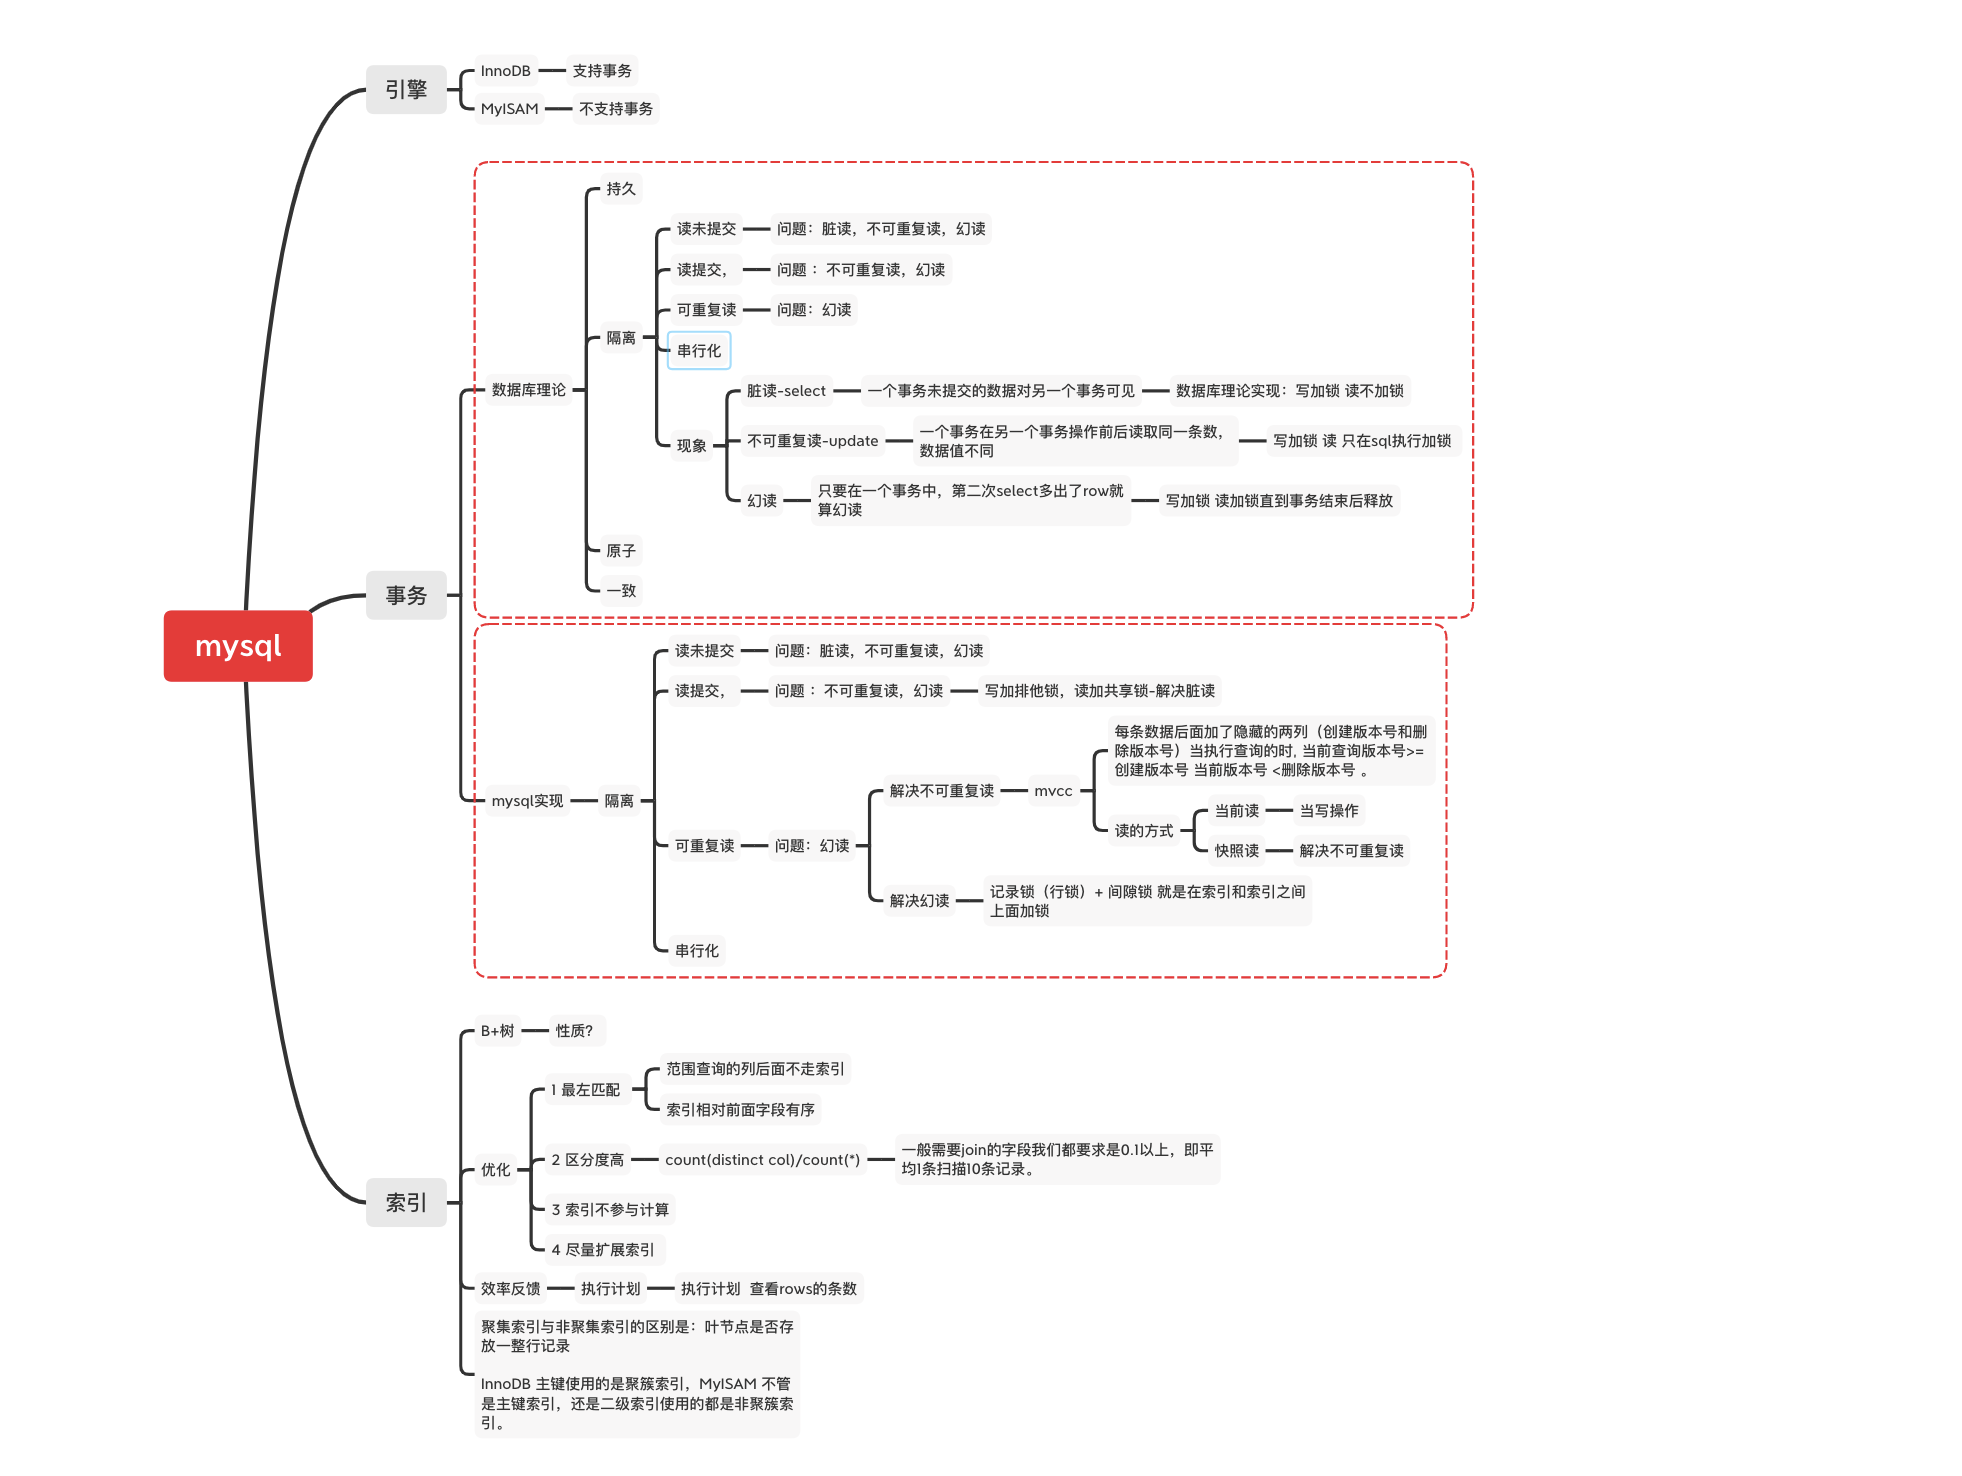 mysql
引擎
InnoDB
支持事务
MyISAM
不支持事务
事务
数据库理论
持久
隔离
读未提交
问题：脏读，不可重复读，幻读
读提交，
问题 ：不可重复读，幻读
可重复读
问题：幻读
串行化
现象
脏读-select
一个事务未提交的数据对另一个事务可见
数据库理论实现：写加锁 读不加锁
不可重复读-update
一个事务在另一个事务操作前后读取同一条数，
数据值不同
写加锁 读 只在sql执行加锁
幻读
只要在一个事务中，第二次select多出了row就
算幻读
写加锁 读加锁直到事务结束后释放
原子
一致
mysql实现
隔离
读未提交
问题：脏读，不可重复读，幻读
读提交，
问题 ：不可重复读，幻读
写加排他锁，读加共享锁-解决脏读
可重复读
问题：幻读
解决不可重复读
mvcc
每条数据后面加了隐藏的两列（创建版本号和删
除版本号）当执行查询的时, 当前查询版本号>=
创建版本号 当前版本号 <删除版本号 。
读的方式
当前读
当写操作
快照读
解决不可重复读
解决幻读
记录锁（行锁）+ 间隙锁 就是在索引和索引之间
上面加锁
串行化
索引
B+树
性质？
优化
1 最左匹配
范围查询的列后面不走索引
索引相对前面字段有序
2 区分度高
count(distinct col)/count(*)
一般需要join的字段我们都要求是0.1以上，即平
均1条扫描10条记录。
3 索引不参与计算
4 尽量扩展索引
效率反馈
执行计划
执行计划 查看rows的条数
聚集索引与非聚集索引的区别是：叶节点是否存
放一整行记录
InnoDB 主键使用的是聚簇索引，MyISAM 不管
是主键索引，还是二级索引使用的都是非聚簇索
引。